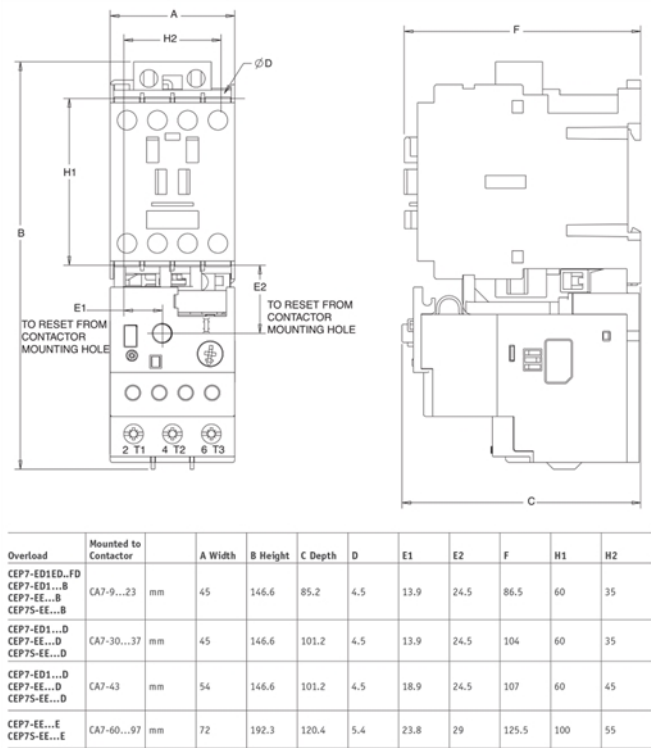 A
H2
ØD
F
H1
B
E2
E1
TO RESET FROM
CONTACTOR
MOUNTING HOLE
TO RESET FROM
CONTACTOR
MOUNTING HOLE
2 T1 4 T2 6 T3
C
Overload Mounted to Contactor A Width B Height C Depth D E1 E2 F H1 H2
CEP7-ED1ED..FD
CEP7-ED1...B
CEP7-EE...B
CEP7S-EE...B
CA7-9...23 mm 45 146.6 85.2 4.5 13.9 24.5 86.5 60 35
CEP7-ED1...D
CEP7-EE...D
CEP7S-EE...D
CA7-30...37 mm 45 146.6 101.2 4.5 13.9 24.5 104 60 35
CEP7-ED1...D
CEP7-EE...D
CEP7S-EE...D
CA7-43 mm 54 146.6 101.2 4.5 18.9 24.5 107 60 45
CEP7-EE...E
CEP7S-EE...E
CA7-60...97 mm 72 192.3 120.4 5.4 23.8 29 125.5 100 55